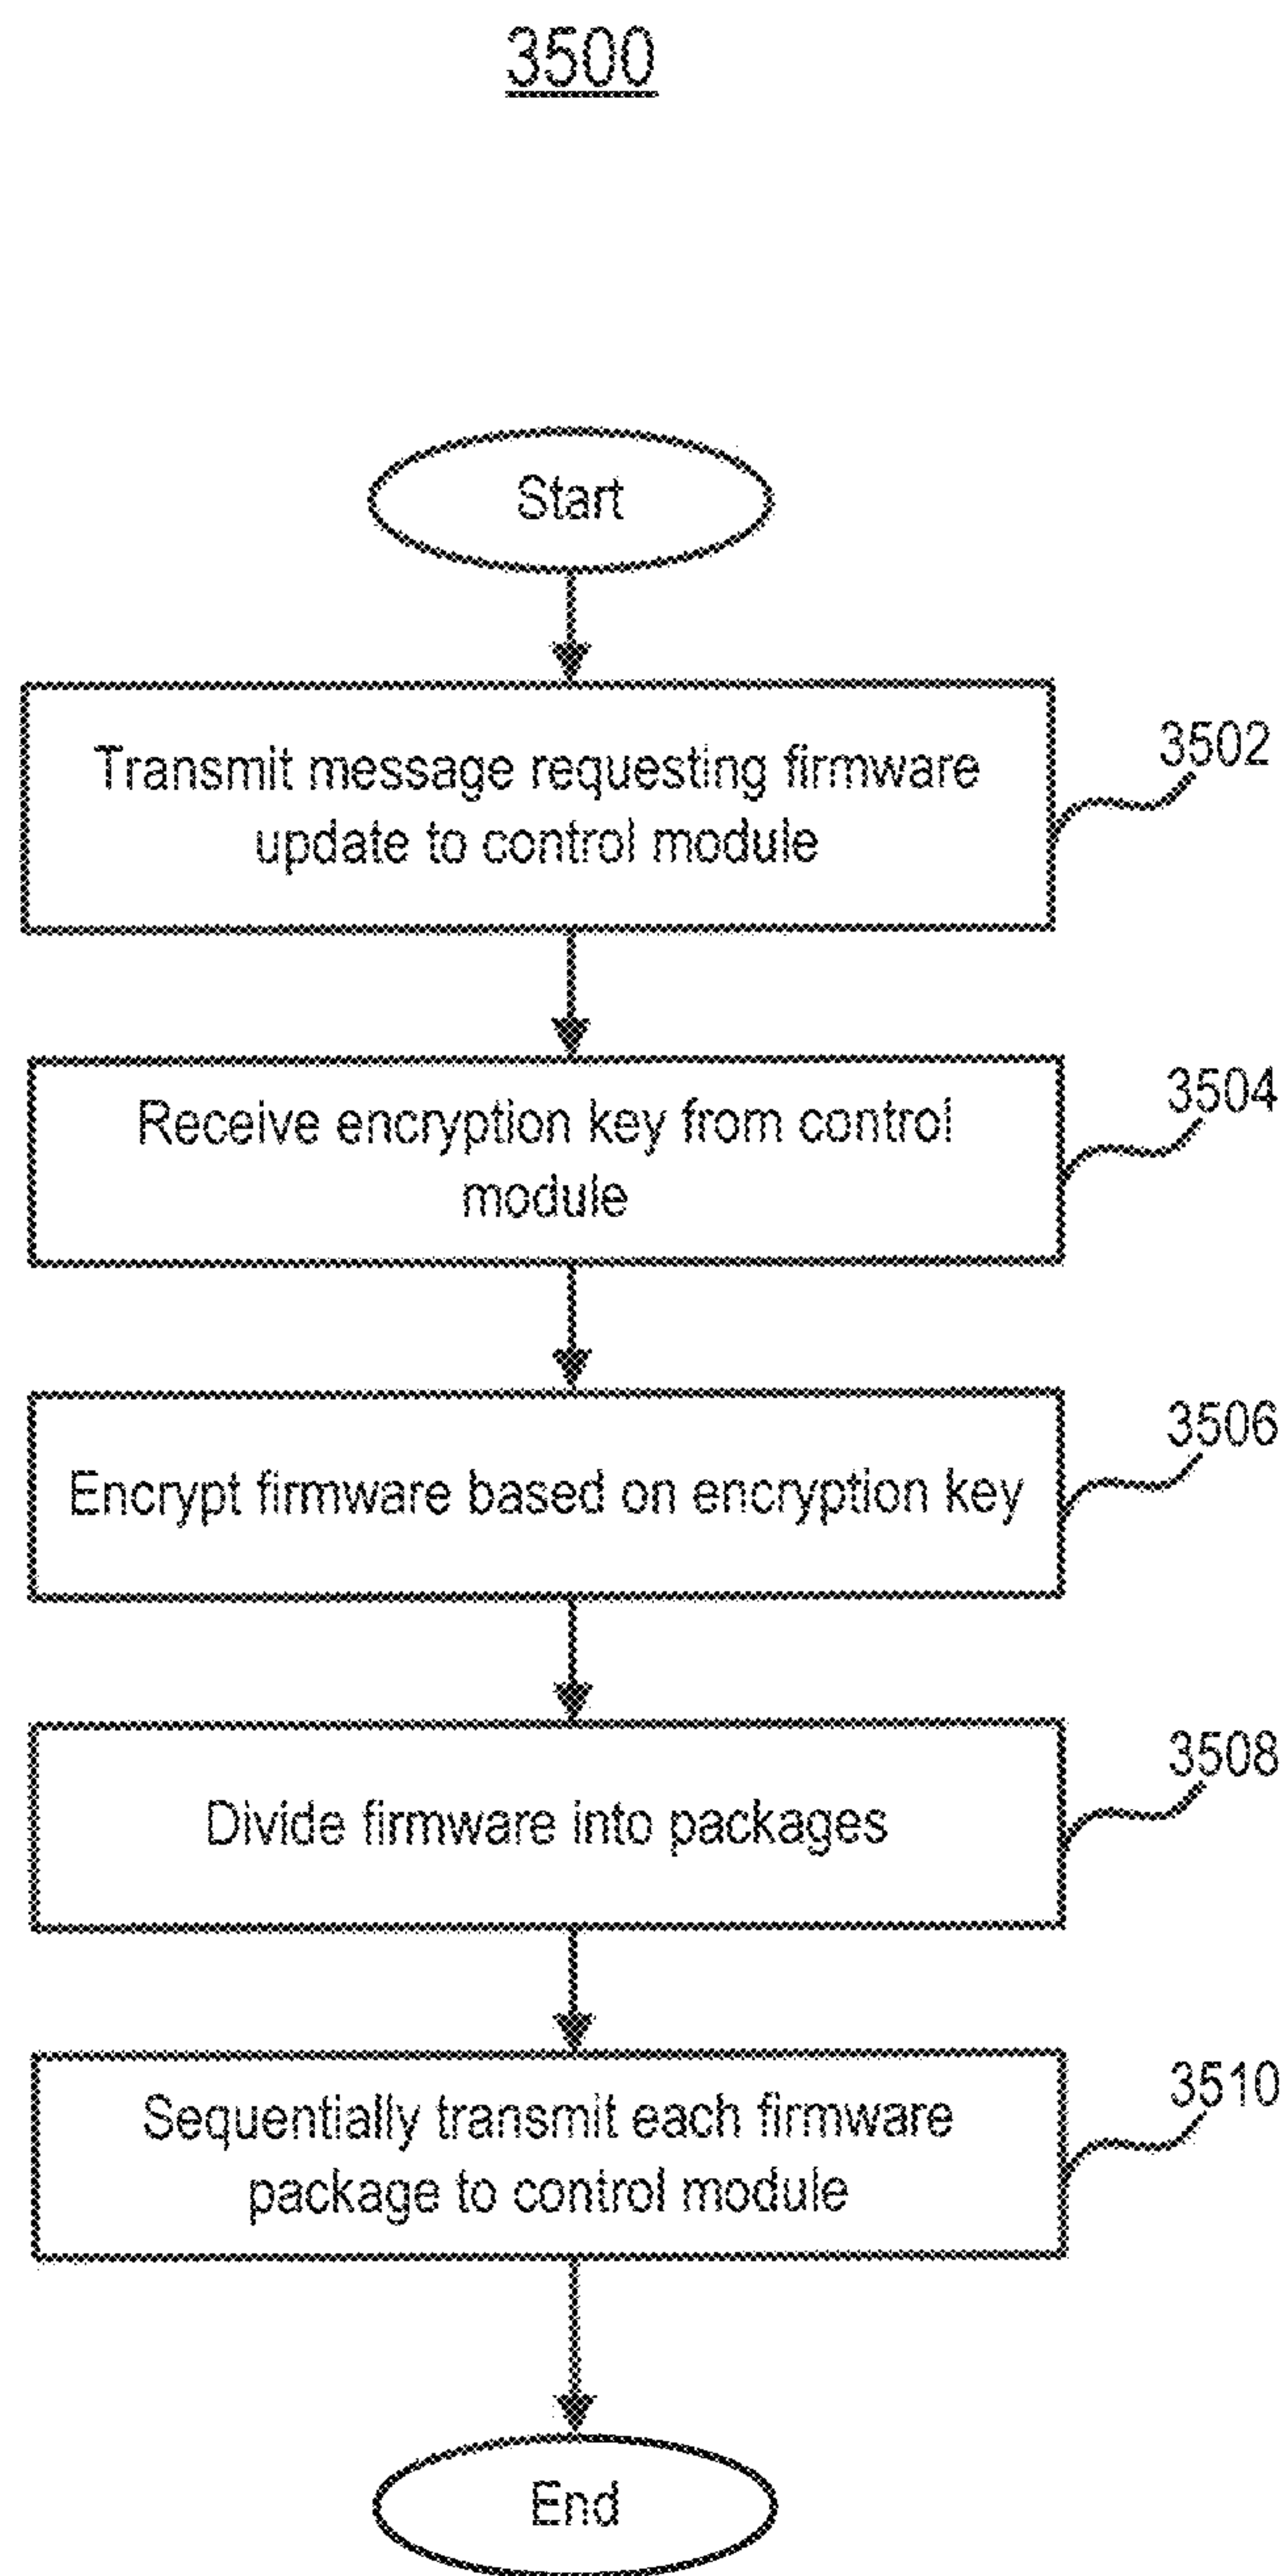 3500
Start
Transmit message requesting firmware
update to control module
3502
Receive encryption key from control
module
3504
Encrypt firmware based on encryption key
3506
Divide firmware into packages
3508
Sequentially transmit each firmware
package to control module
3510
End